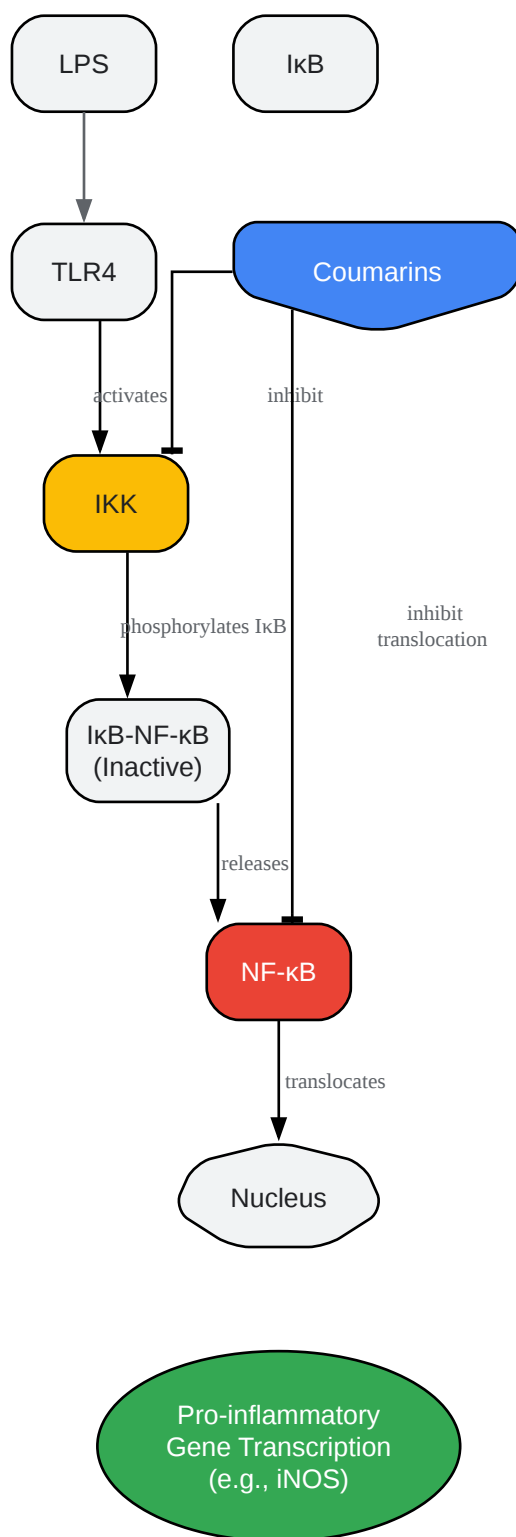 LPS
IκB
TLR4
Coumarins
activates
inhibit
IKK
phosphorylates IκB
inhibit
translocation
IκB-NF-κB
(Inactive)
releases
NF-κB
translocates
Nucleus
Pro-inflammatory
Gene Transcription
(e.g., iNOS)